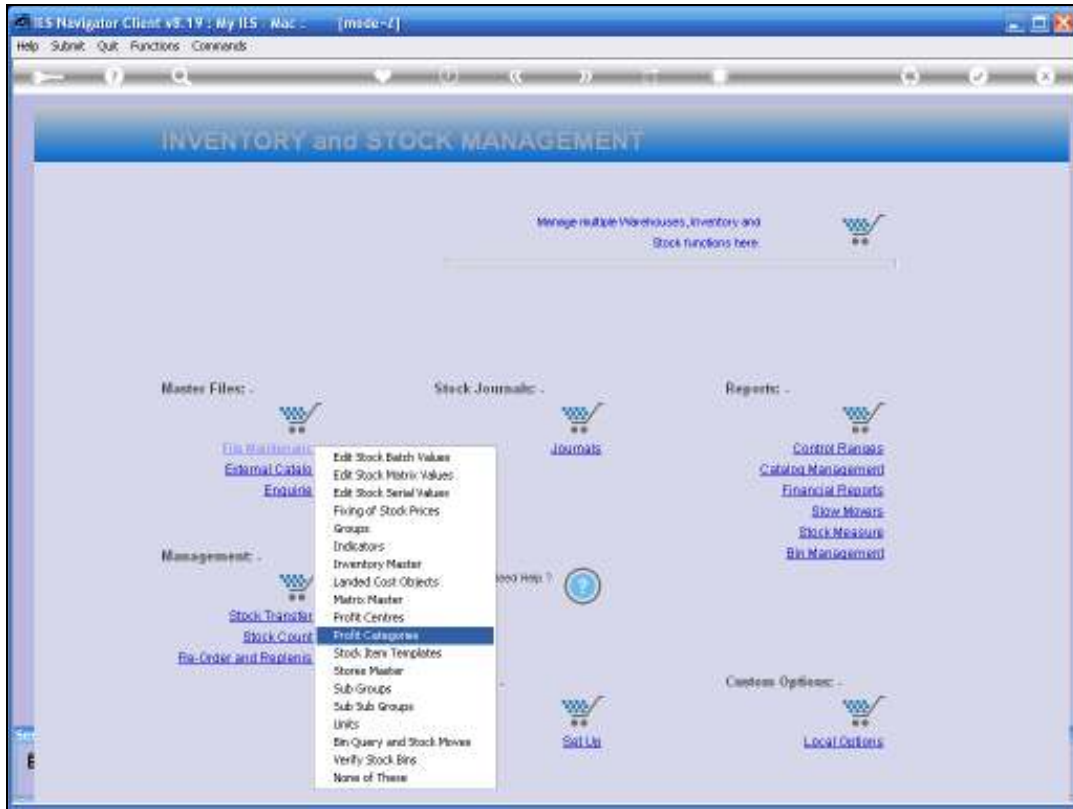 IES Navigator Client v8.19 : My IES - Mac :: [mode-L]
Help Submit Quit Functions Commands
INVENTORY and STOCK MANAGEMENT
Manage multiple Warehouses, Inventory and
Stock functions here.
Master Files: .
Stock Journals: .
Reports: .
File Maintenanc
External Catalo
Enquirie
Journals
Control Ranges
Catalog Management
Financial Reports
Slow Movers
Stock Measure
Bin Management
Edit Stock Batch Values
Edit Stock Matrix Values
Edit Stock Serial Values
Fixing of Stock Prices
Groups
Indicators
Inventory Master
Landed Cost Objects
Matrix Master
Profit Centres
Profit Categories
Stock Item Templates
Stores Master
Sub Groups
Sub Sub Groups
Units
Bin Query and Stock Moves
Verify Stock Bins
None of These
Management: .
Stock Transfer
Stock Count
Re-Order and Replenis
eed Help ?
Set Up
Custom Options: .
Local Options